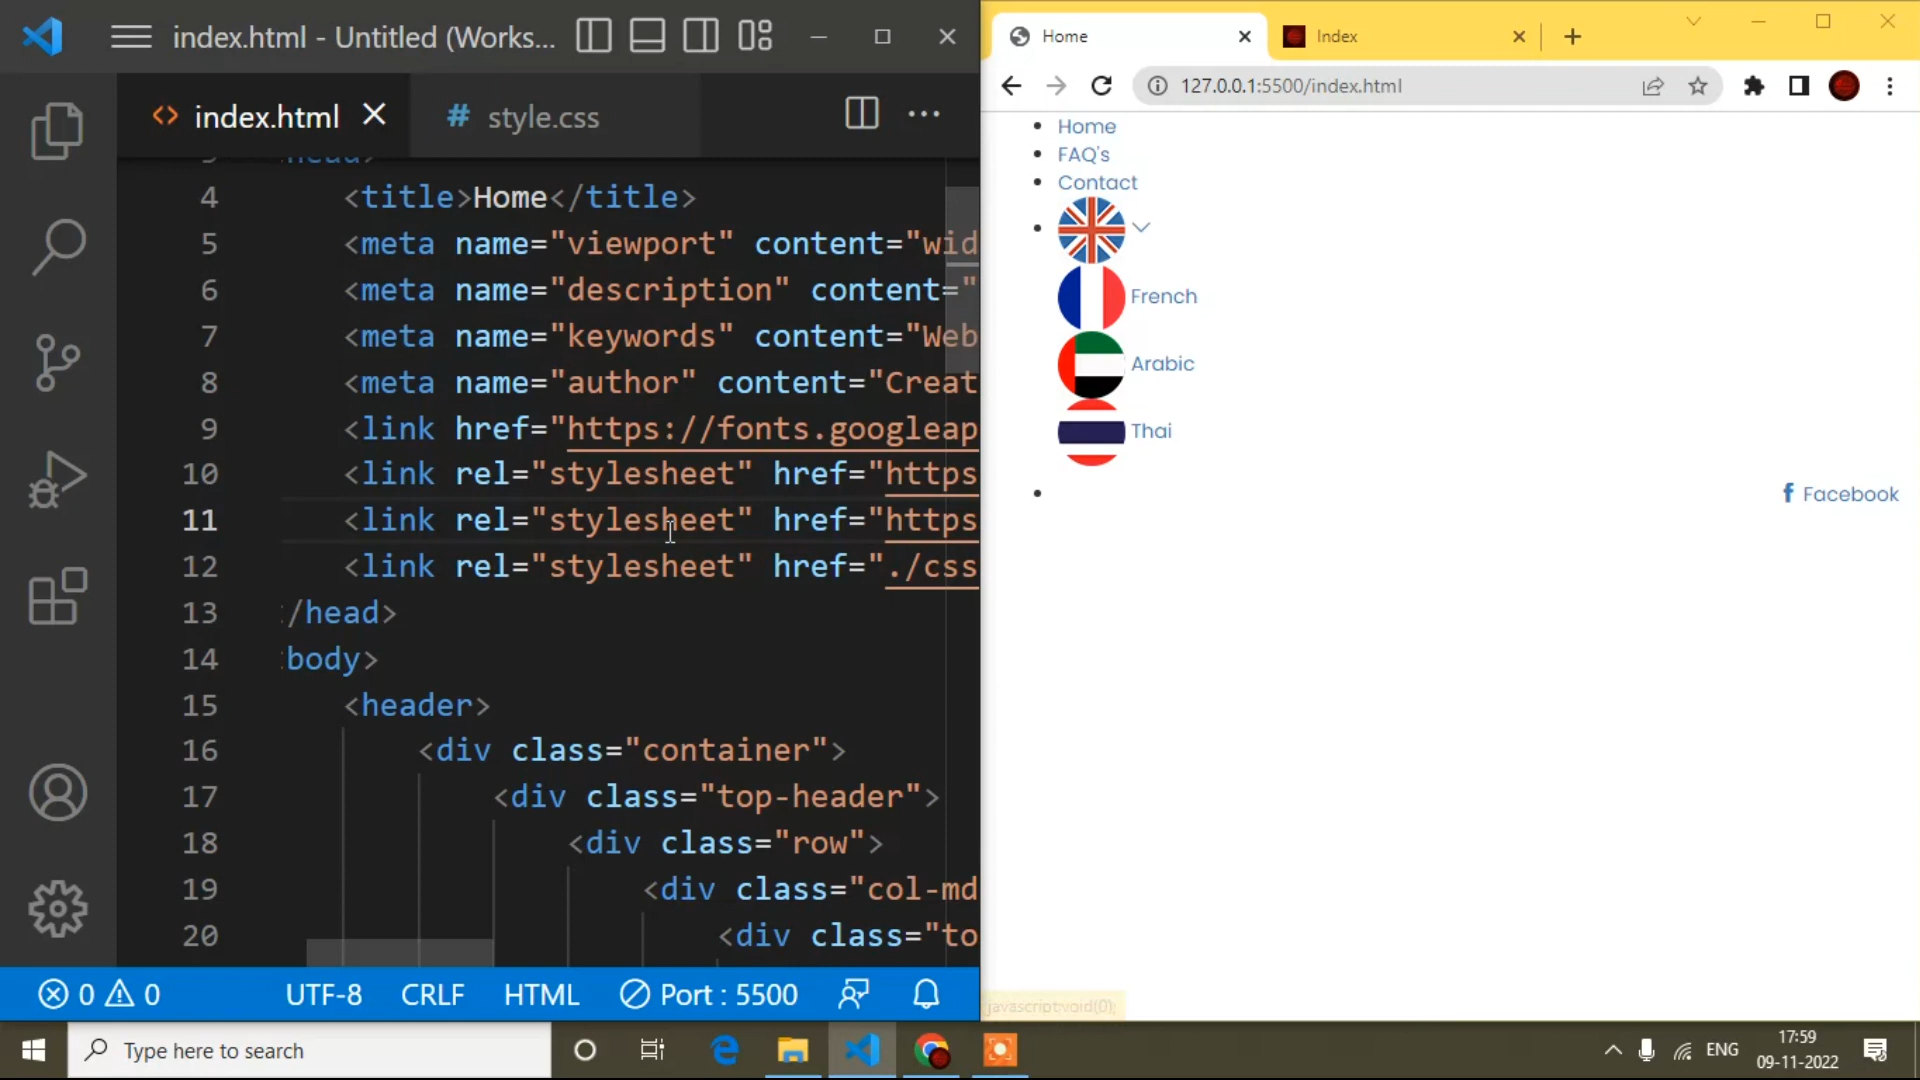 index.html - Untitled (Works...
index.html
# style.css
4 <title>Home</title>
5 <meta name="viewport" content="wid
6 <meta name="description" content="
7 <meta name="keywords" content="Web
8 <meta name="author" content="Creat
9 <link href="https://fonts.googleap
10 <link rel="stylesheet" href="https
11 <link rel="stylesheet" href="https
12 <link rel="stylesheet" href="./css
13 /head>
14 body>
15 <header>
16 <div class="container">
17 <div class="top-header">
18 <div class="row">
19 <div class="col-md
20 <div class="to
0 0 UTF-8 CRLF HTML Port : 5500
Home
Index
127.0.0.1:5500/index.html
Home
FAQ's
Contact
French
Arabic
Thai
Facebook
javascript:void(0);
Type here to search
ENG
17:59
09-11-2022